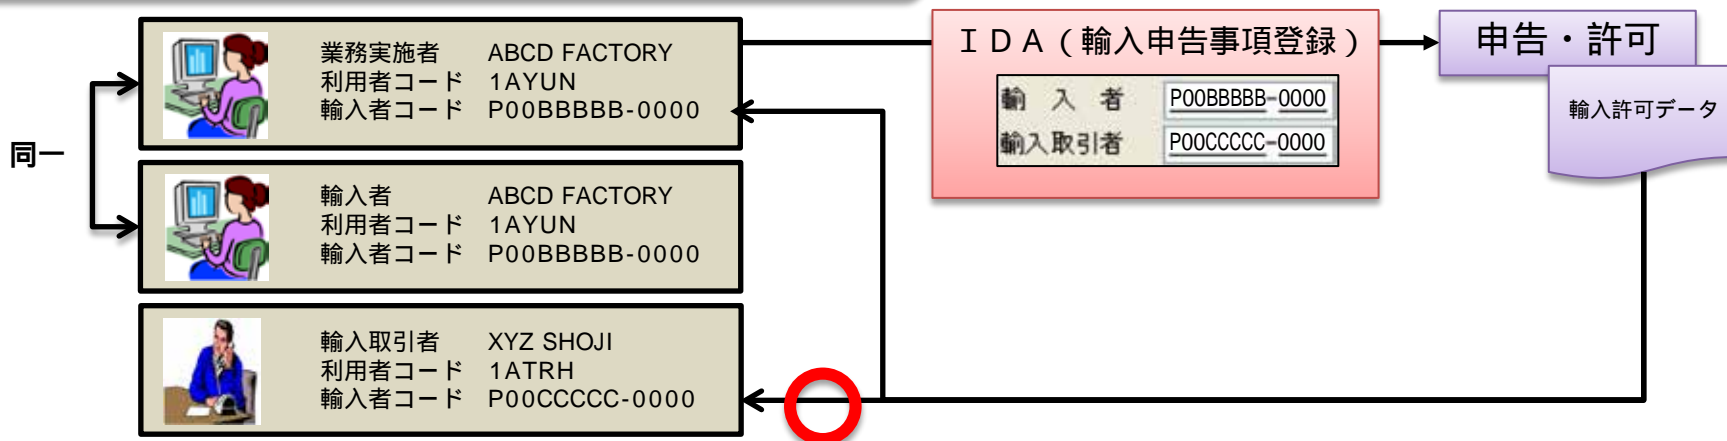 業務実施者 ABCD FACTORY
利用者コード 1AYUN
輸入者コード P00BBBBB-0000
同一
輸入者 ABCD FACTORY
利用者コード 1AYUN
輸入者コード P00BBBBB-0000
輸入取引者 XYZ SHOJI
利用者コード 1ATRH
輸入者コード P00CCCCC-0000
ＩＤＡ（輸入申告事項登録）
輸入者 P00BBBBB-0000
輸入取引者 P00CCCCC-0000
申告・許可
輸入許可データ